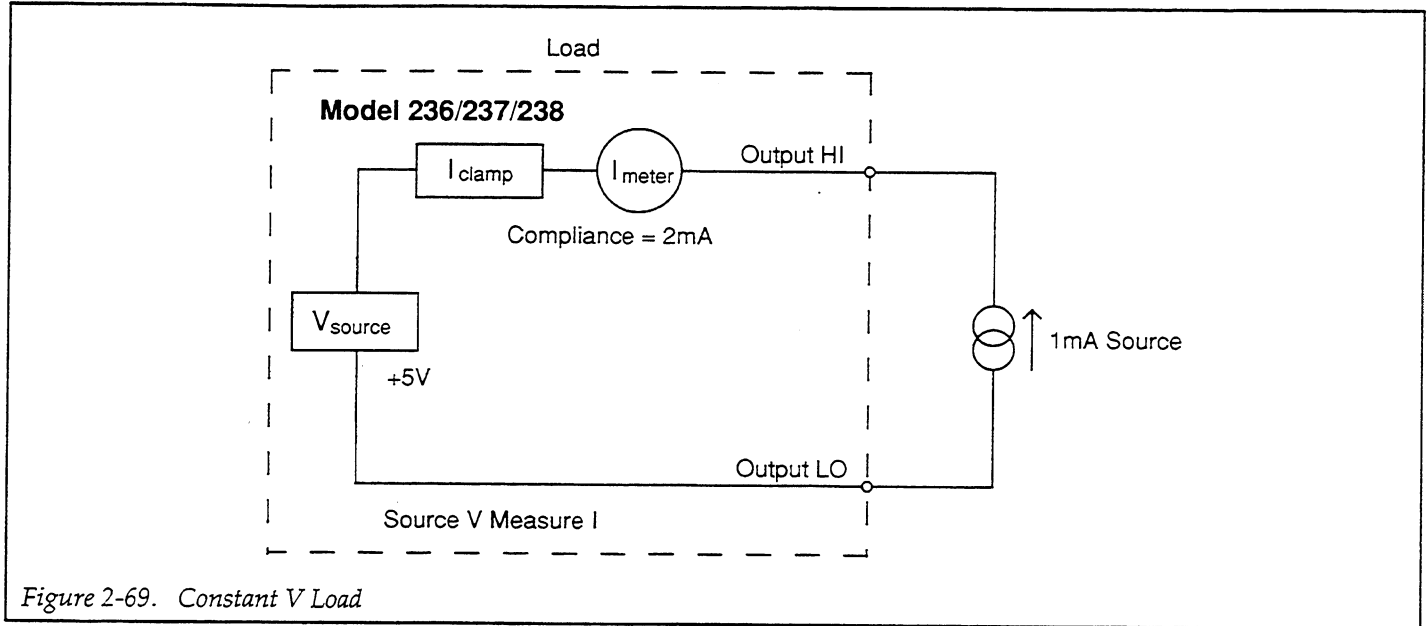 Load
Model 236/237/238
I clamp
I meter
Output HI
Compliance = 2mA
V source
+5V
1mA Source
Output LO
Source V Measure I
Figure 2-69. Constant V Load